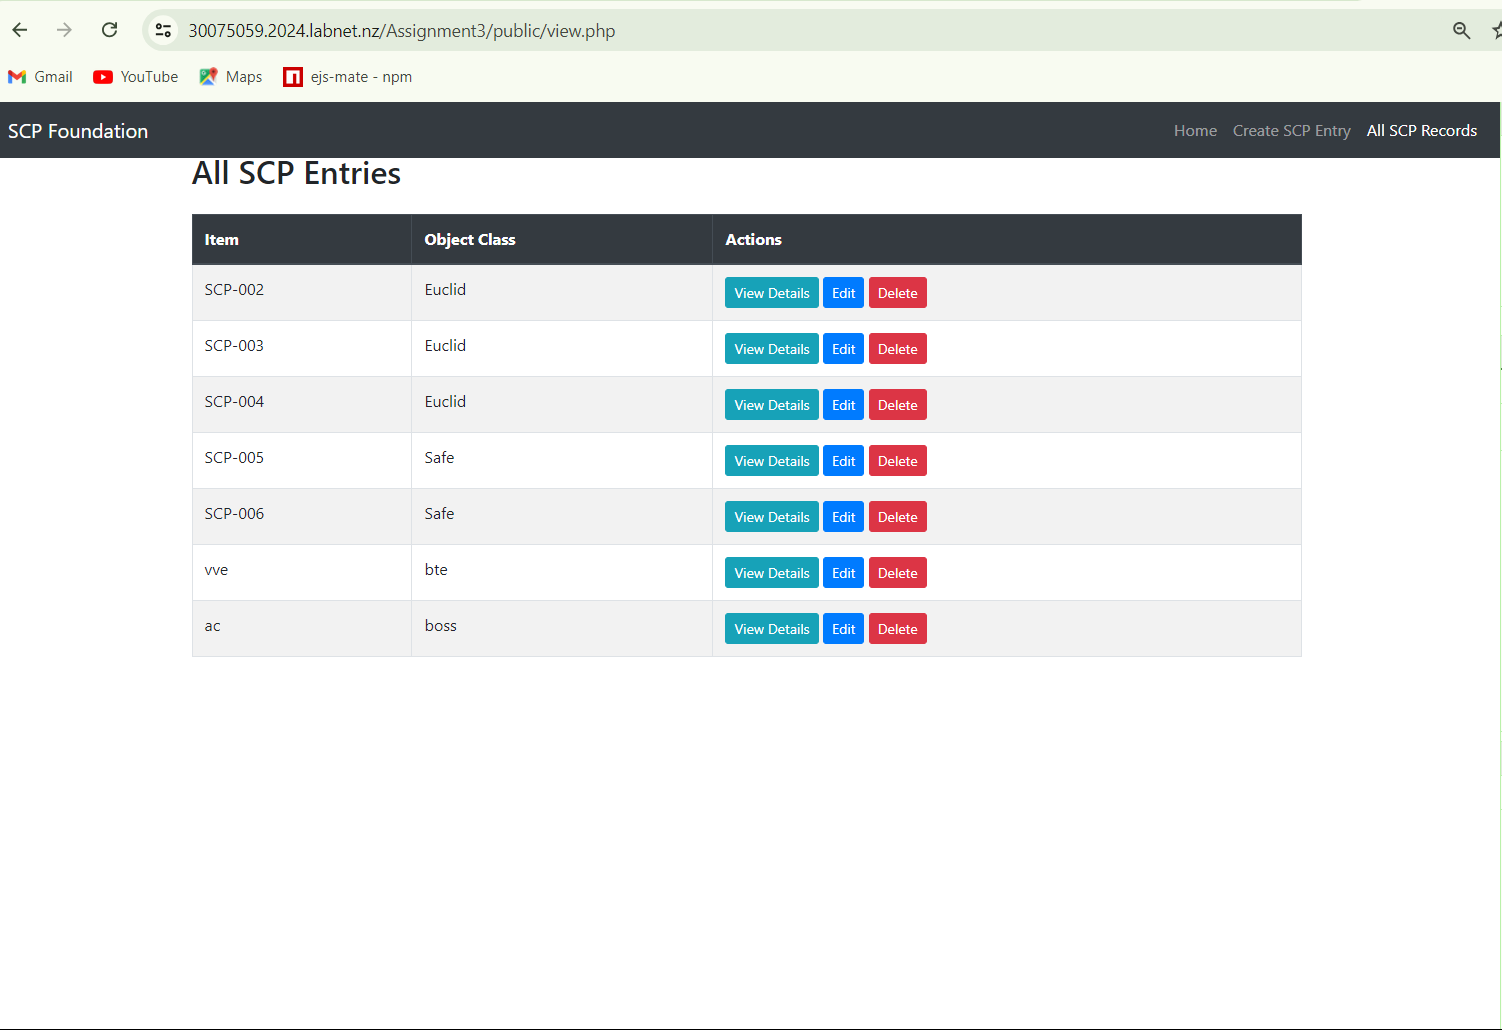 30075059.2024.labnet.nz/Assignment3/public/view.php
Gmail YouTube Maps ejs-mate - npm
SCP Foundation Home Create SCP Entry All SCP Records
All SCP Entries
Item Object Class Actions
SCP-002 Euclid View Details Edit Delete
SCP-003 Euclid View Details Edit Delete
SCP-004 Euclid View Details Edit Delete
SCP-005 Safe View Details Edit Delete
SCP-006 Safe View Details Edit Delete
vve bte View Details Edit Delete
ac boss View Details Edit Delete